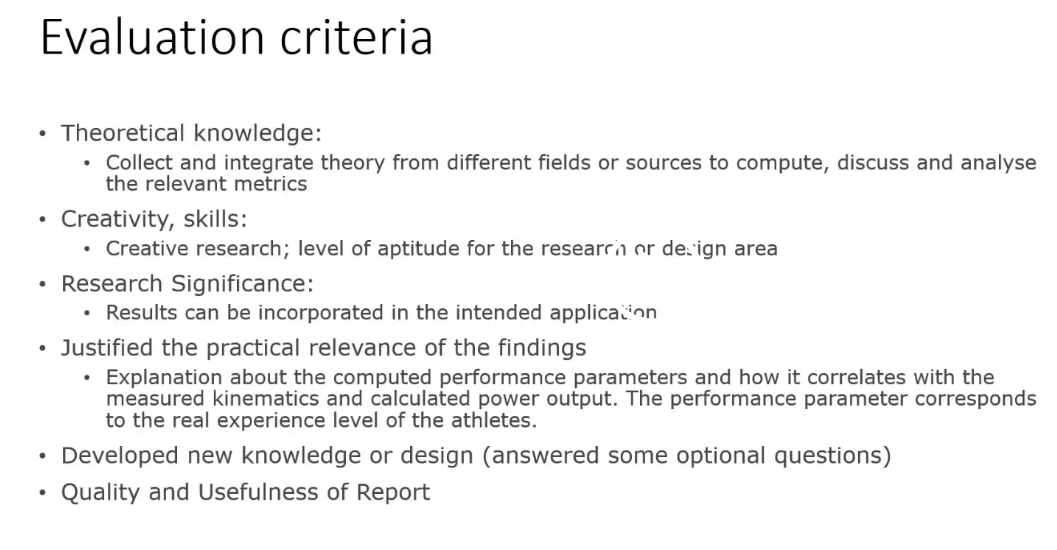 Evaluation criteria
• Theoretical knowledge:
• Collect and integrate theory from different fields or sources to compute, discuss and analyse
the relevant metrics
• Creativity, skills:
• Creative research; level of aptitude for the research or design area
• Research Significance:
• Results can be incorporated in the intended application
• Justified the practical relevance of the findings
• Explanation about the computed performance parameters and how it correlates with the
measured kinematics and calculated power output. The performance parameter corresponds
to the real experience level of the athletes.
• Developed new knowledge or design (answered some optional questions)
• Quality and Usefulness of Report